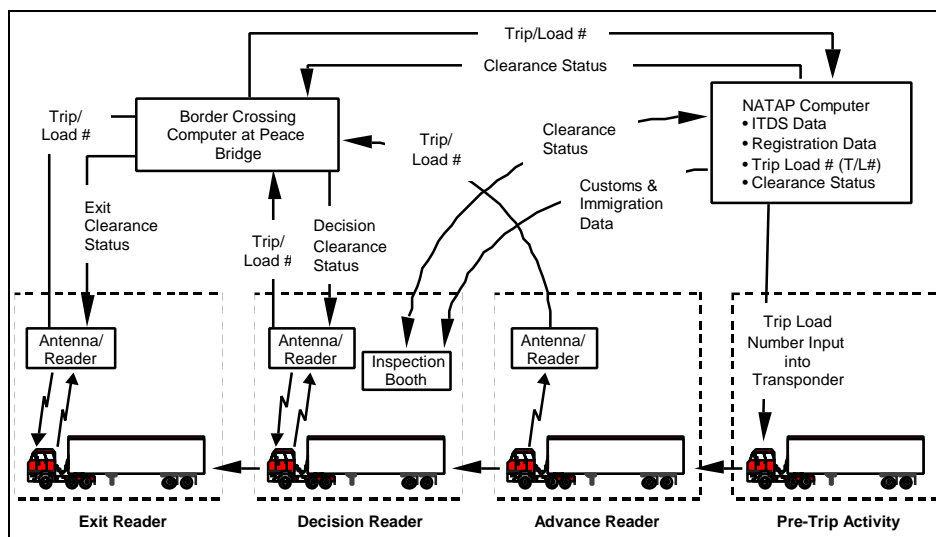 Trip/Load #
Clearance Status
Trip/
Load #
Border Crossing
Computer at Peace
Bridge
Trip/
Load #
Clearance
Status
NATAP Computer
• ITDS Data
• Registration Data
• Trip Load # (T/L#)
• Clearance Status
Exit
Clearance
Status
Trip/
Load #
Decision
Clearance
Status
Customs &
Immigration
Data
Antenna/
Reader
Antenna/
Reader
Inspection
Booth
Antenna/
Reader
Trip Load
Number Input
into
Transponder
Exit Reader
Decision Reader
Advance Reader
Pre-Trip Activity